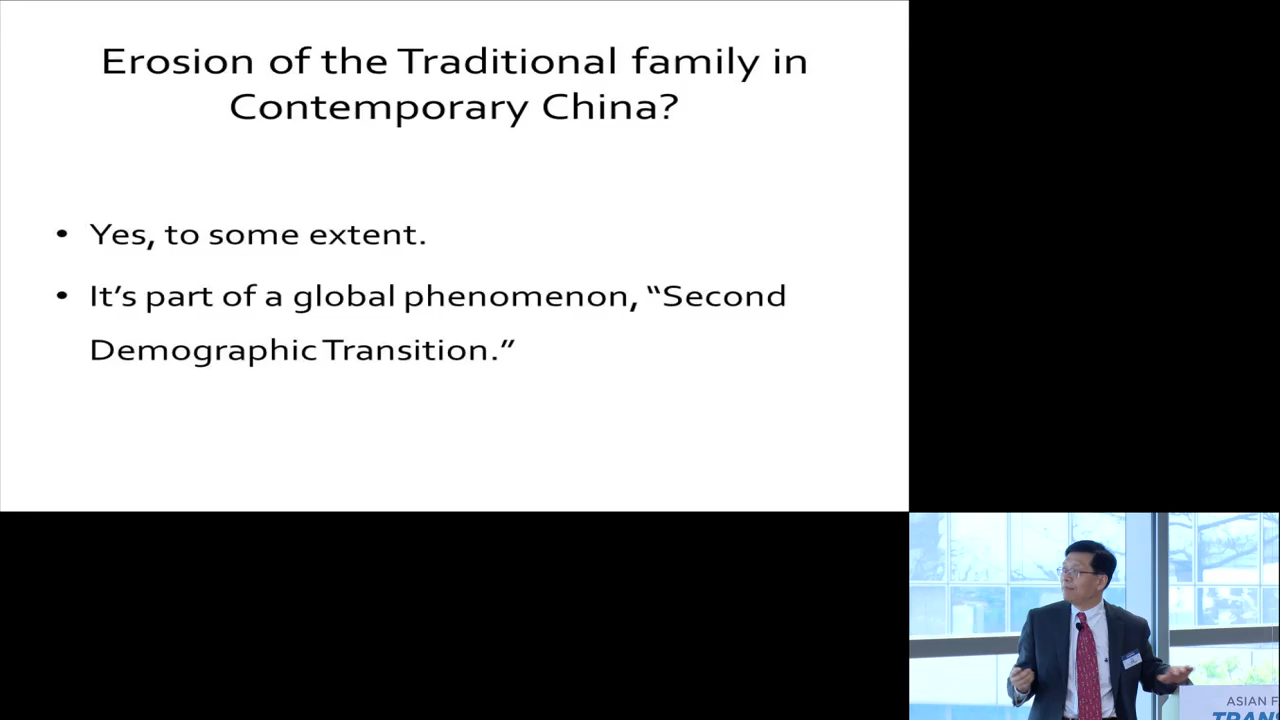 Erosion of the Traditional family in
Contemporary China?
• Yes, to some extent.
• It's part of a global phenomenon, “Second
Demographic Transition.”
ASIAN F
TRANS